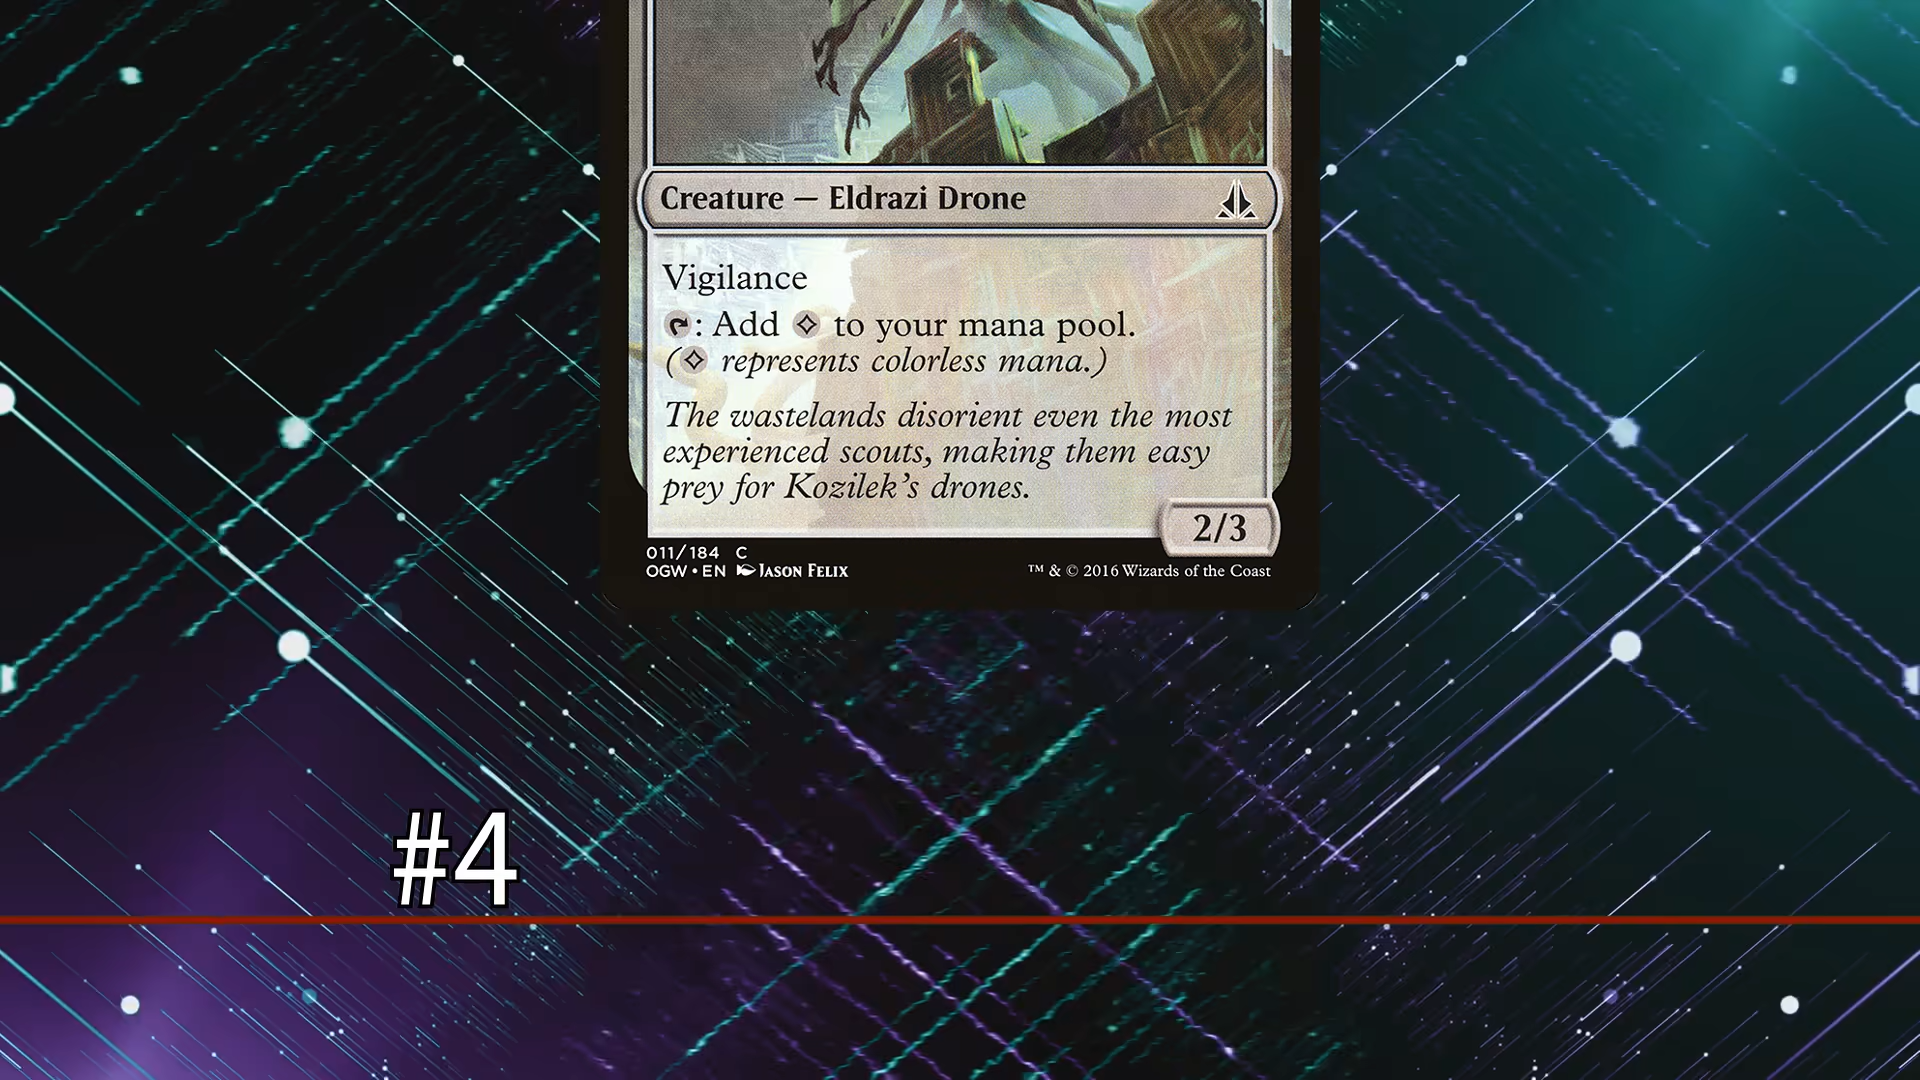 Creature — Eldrazi Drone
Vigilance
: Add to your mana pool.
( represents colorless mana.)
The wastelands disorient even the most
experienced scouts, making them easy
prey for Kozilek's drones.
2/3
011/184 C
OGW • EN Jason Felix
™ & © 2016 Wizards of the Coast
#4